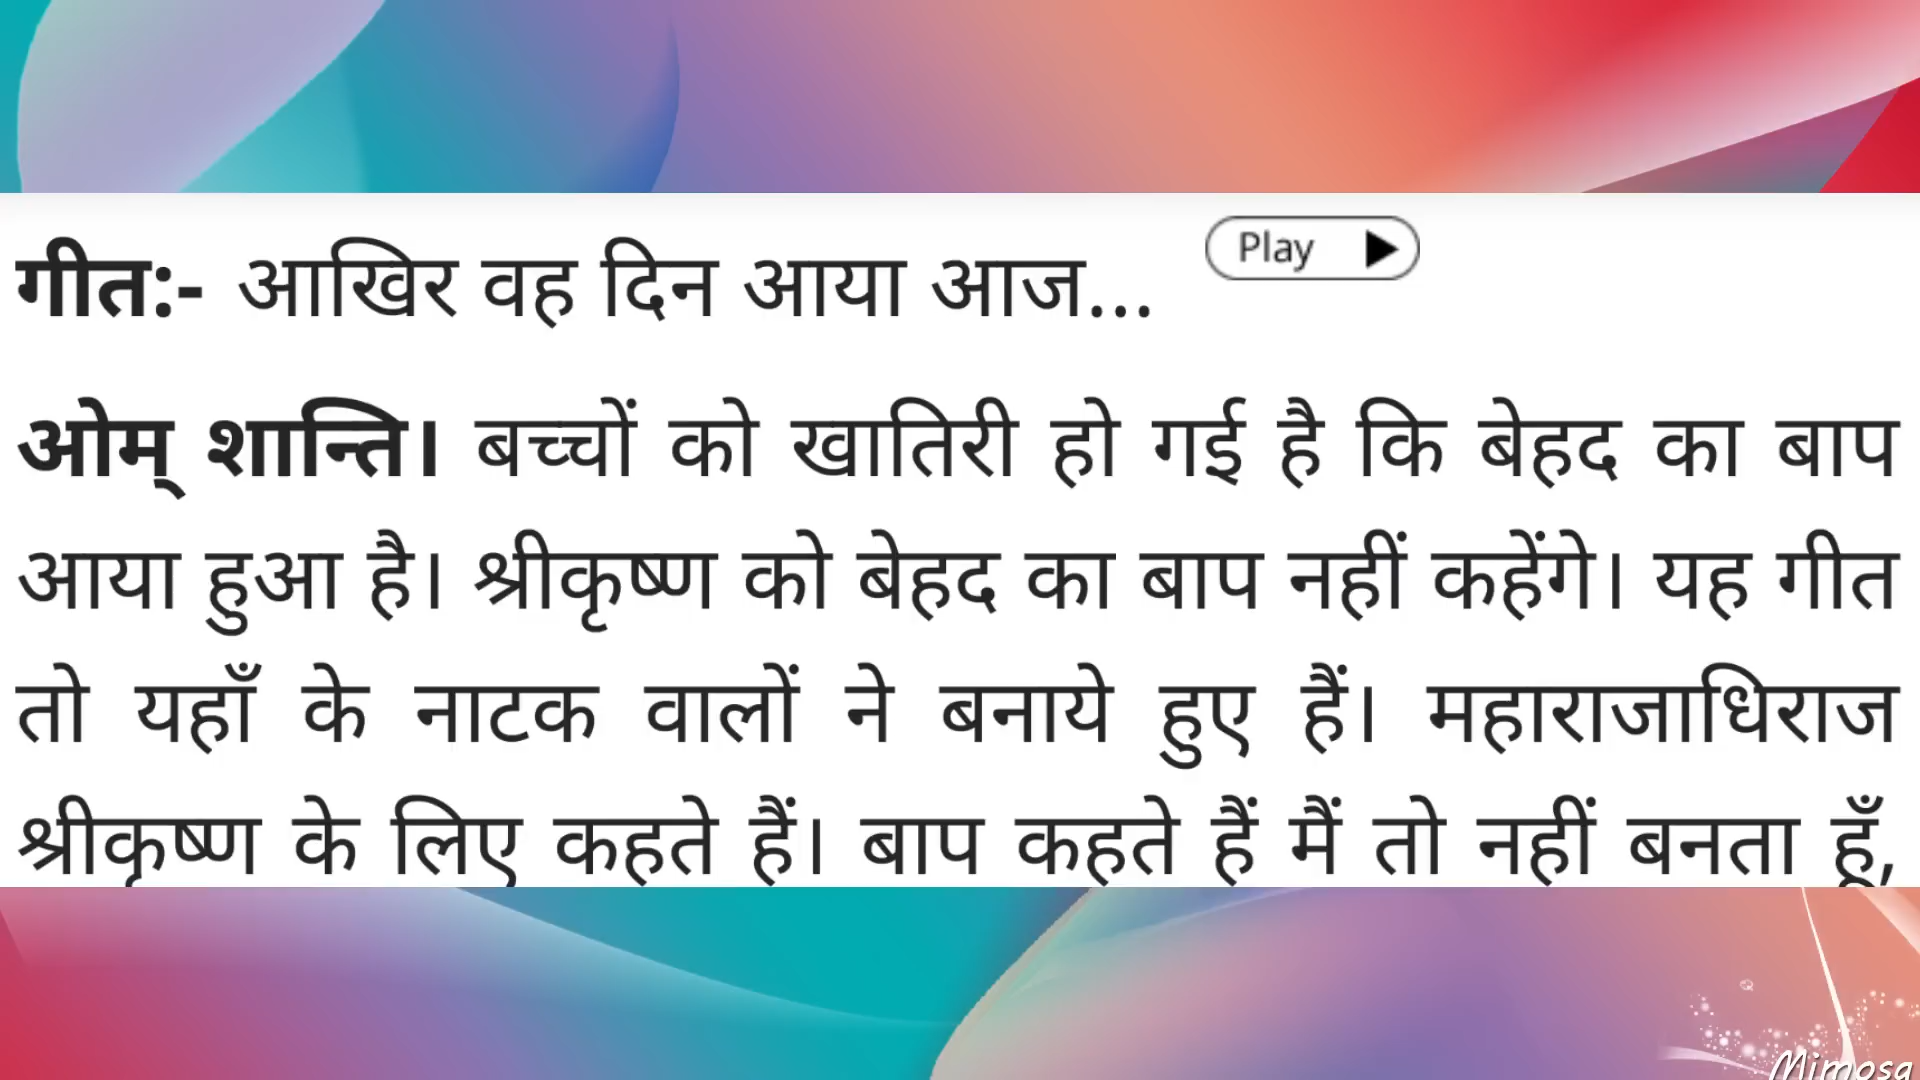 गीत:- आखिर वह दिन आया आज... Play
ओम् शान्ति। बच्चों को खातिरी हो गई है कि बेहद का बाप
आया हुआ है। श्रीकृष्ण को बेहद का बाप नहीं कहेंगे। यह गीत
तो यहाँ के नाटक वालों ने बनाये हुए हैं। महाराजाधिराज
श्रीकृष्ण के लिए कहते हैं। बाप कहते हैं मैं तो नहीं बनता हूँ,
Mimosa